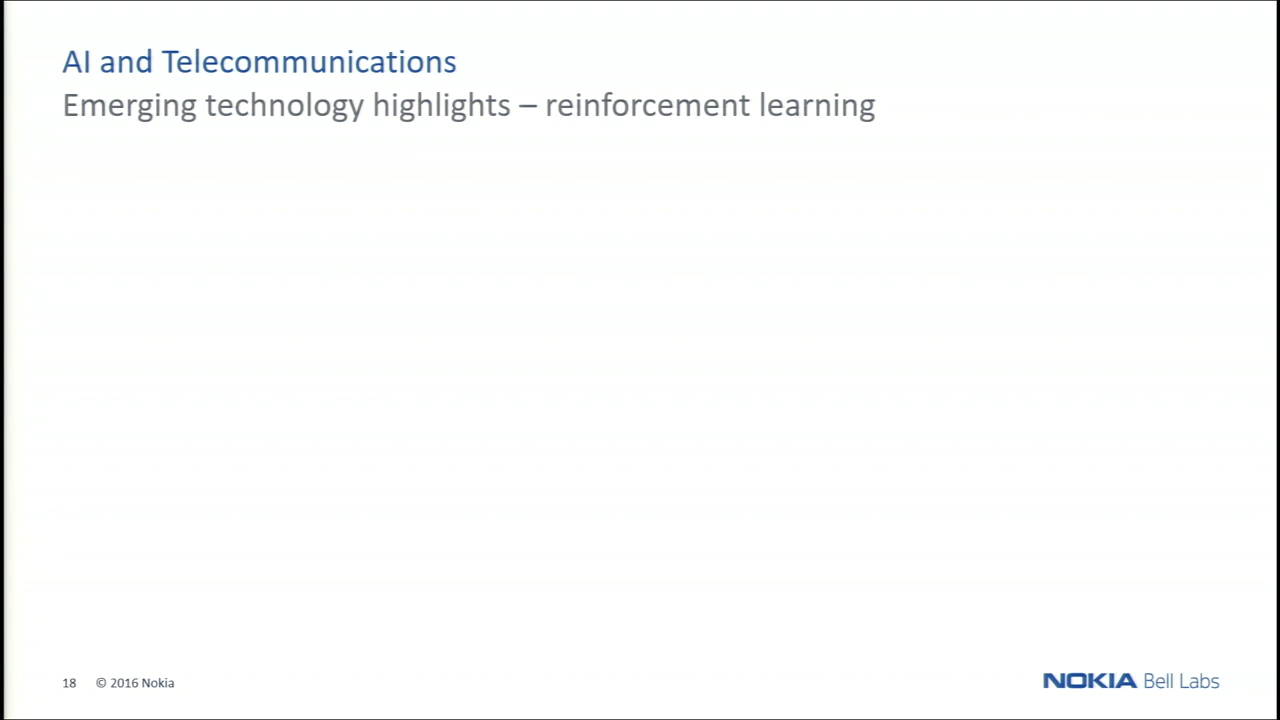 AI and Telecommunications
Emerging technology highlights – reinforcement learning
18 © 2016 Nokia
NOKIA Bell Labs